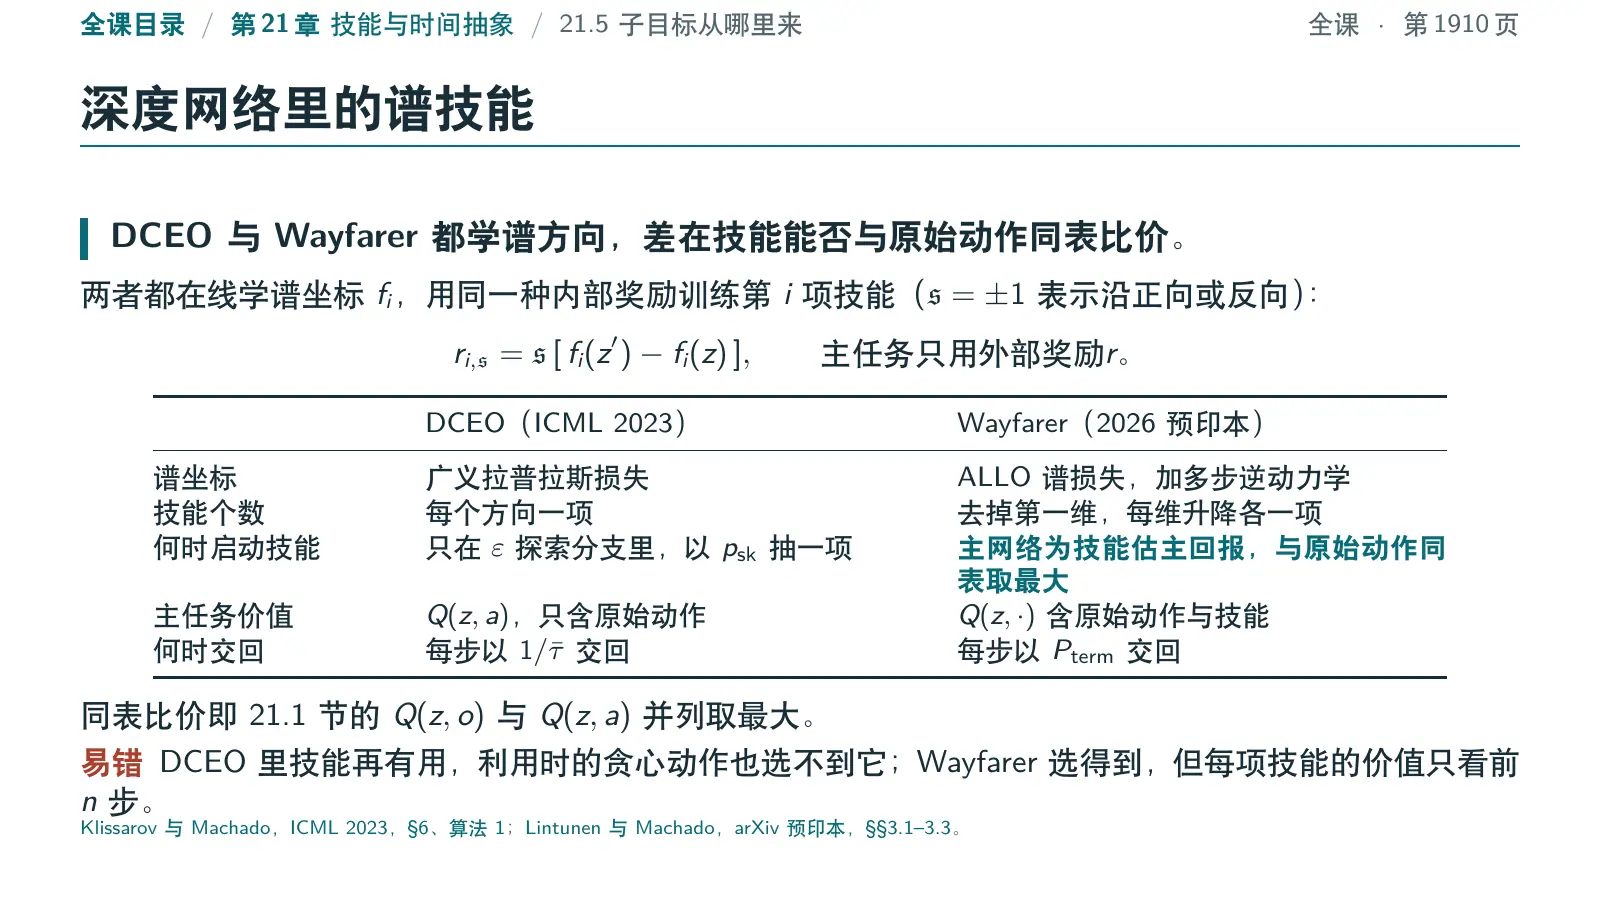 全课目录 / 第 21 章 技能与时间抽象 / 21.5 子目标从哪里来
全课 · 第 1910 页
深度网络里的谱技能
DCEO 与 Wayfarer 都学谱方向，差在技能能否与原始动作同表比价。
两者都在线学谱坐标 fᵢ，用同一种内部奖励训练第 i 项技能（𝔰 = ±1 表示沿正向或反向）：
r_{i,𝔰} = 𝔰 [ fᵢ(z′) − fᵢ(z) ], 主任务只用外部奖励r。
DCEO（ICML 2023） Wayfarer（2026 预印本）
谱坐标 广义拉普拉斯损失 ALLO 谱损失，加多步逆动力学
技能个数 每个方向一项 去掉第一维，每维升降各一项
何时启动技能 只在 ε 探索分支里，以 p_sk 抽一项 主网络为技能估主回报，与原始动作同
表取最大
主任务价值 Q(z, a)，只含原始动作 Q(z, ·) 含原始动作与技能
何时交回 每步以 1/τ̄ 交回 每步以 P_term 交回
同表比价即 21.1 节的 Q(z, o) 与 Q(z, a) 并列取最大。
易错 DCEO 里技能再有用，利用时的贪心动作也选不到它；Wayfarer 选得到，但每项技能的价值只看前
n 步。
Klissarov 与 Machado，ICML 2023，§6、算法 1；Lintunen 与 Machado，arXiv 预印本，§§3.1–3.3。